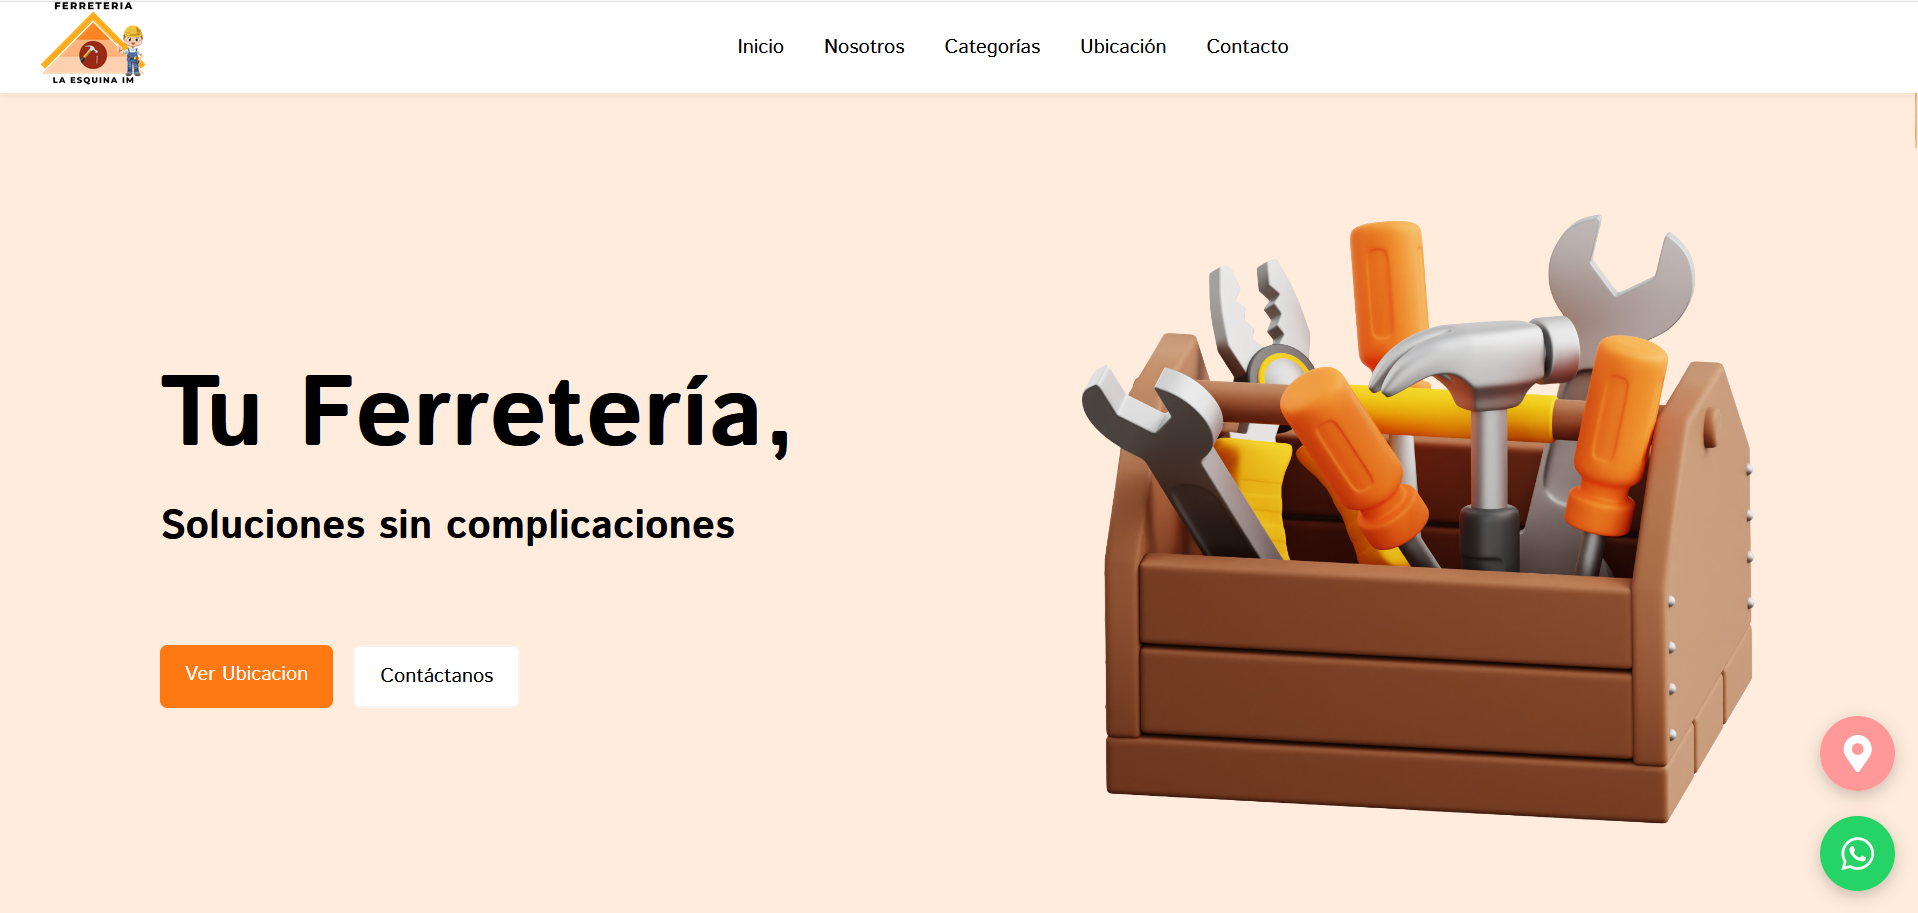 FERRETERIA
LA ESQUINA IM
Inicio
Nosotros
Categorías
Ubicación
Contacto
Tu Ferretería,
Soluciones sin complicaciones
Ver Ubicacion
Contáctanos